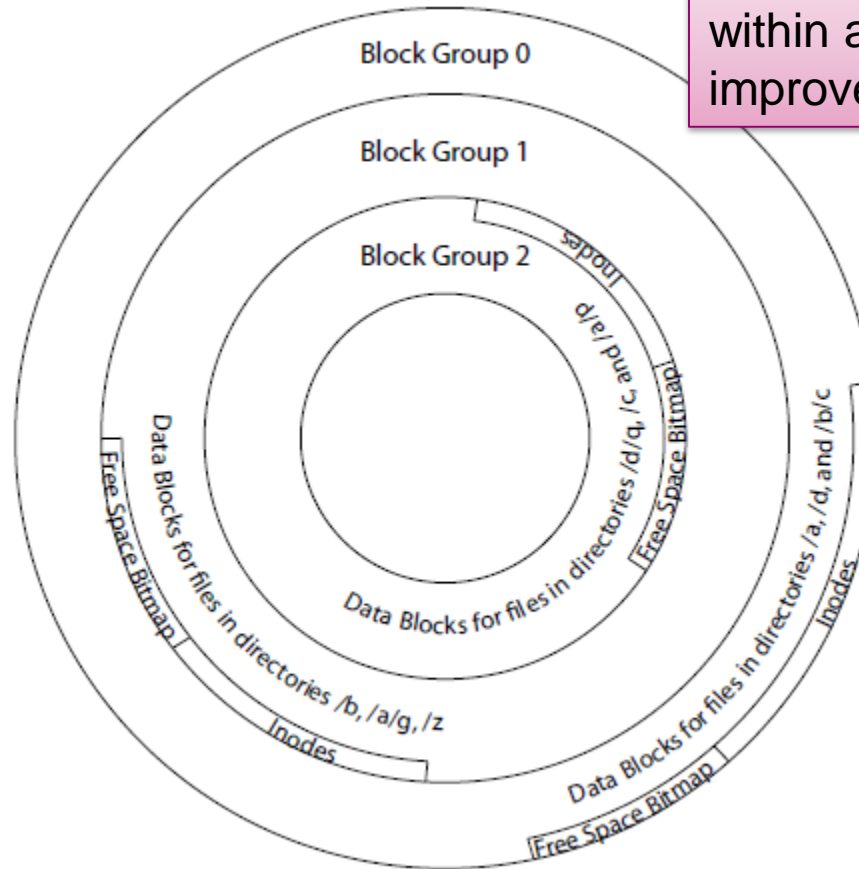 within a
improve
Block Group 0
Block Group 1
Block Group 2
Inodes
Free Space Bitmap
Data Blocks for files in directories /d/q, /c, and /a/p
Free Space Bitmap
Inodes
Data Blocks for files in directories /b, /a/g, /z
Inodes
Free Space Bitmap
Data Blocks for files in directories /a, /d, and /b/c